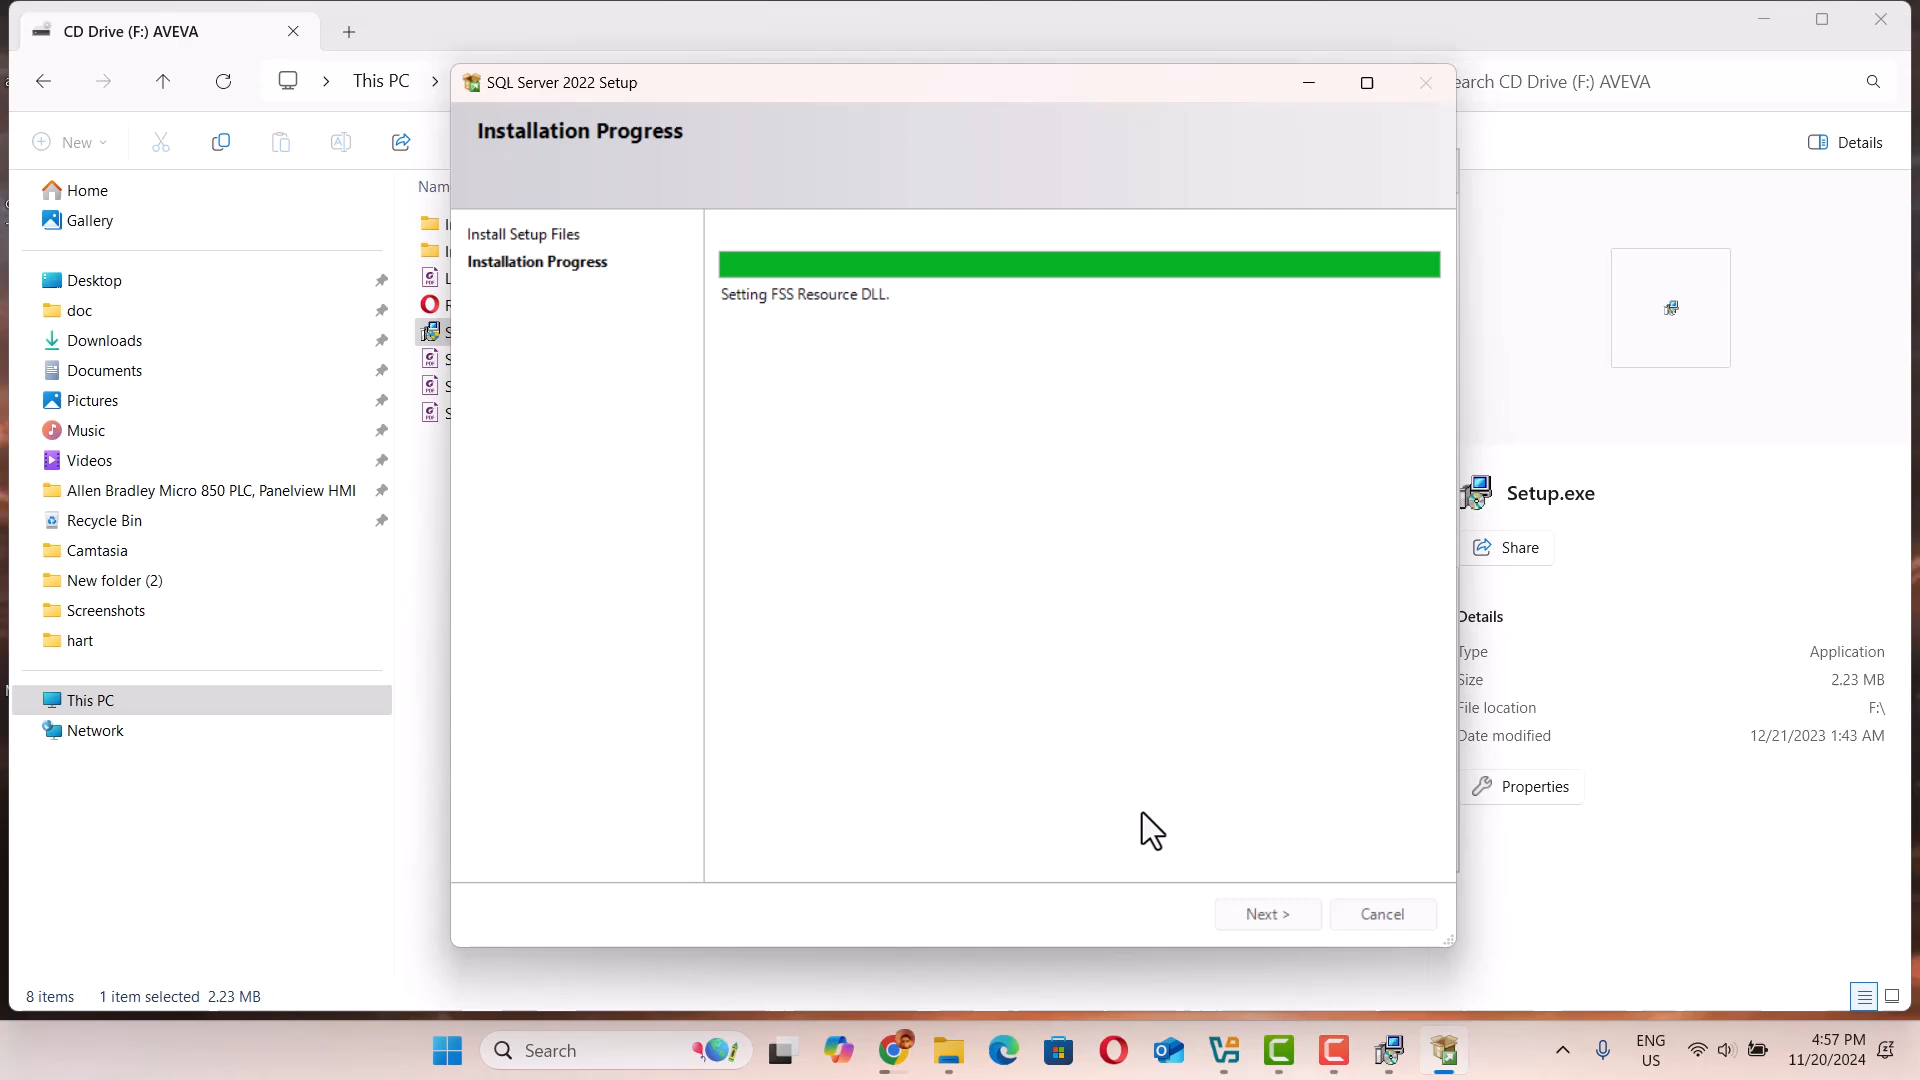 CD Drive (F:) AVEVA
This PC
SQL Server 2022 Setup
earch CD Drive (F:) AVEVA
New
Installation Progress
Details
Home
Gallery
Nam
Install Setup Files
Installation Progress
Setting FSS Resource DLL.
Desktop
doc
Downloads
Documents
Pictures
Music
Videos
Allen Bradley Micro 850 PLC, Panelview HMI
Recycle Bin
Camtasia
New folder (2)
Screenshots
hart
This PC
Network
Setup.exe
Share
Details
Type Application
Size 2.23 MB
File location F:\
Date modified 12/21/2023 1:43 AM
Properties
Next >
Cancel
8 items 1 item selected 2.23 MB
Search
ENG
US
4:57 PM
11/20/2024